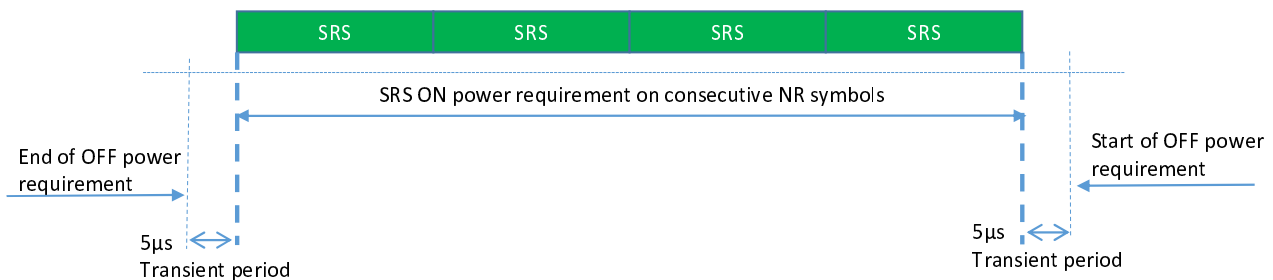 SRS SRS SRS SRS
SRS ON power requirement on consecutive NR symbols
End of OFF power
requirement
Start of OFF power
requirement
5µs
Transient period
5µs
Transient period